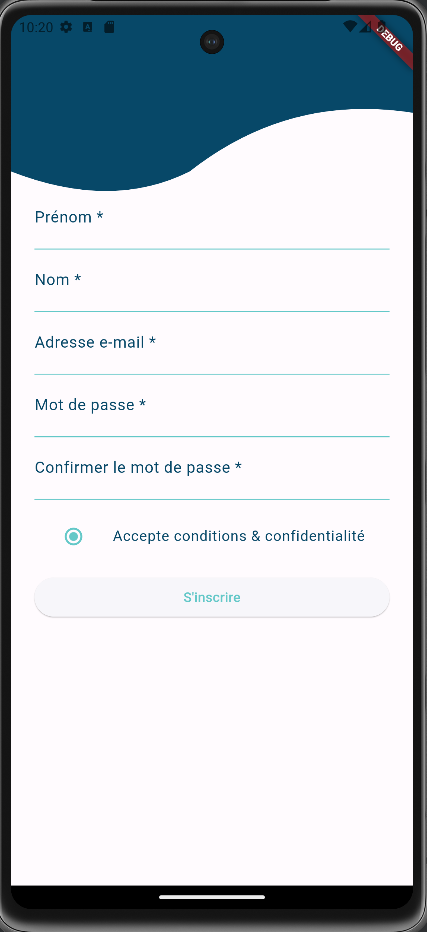 10:20
DEBUG
Prénom *
Nom *
Adresse e-mail *
Mot de passe *
Confirmer le mot de passe *
Accepte conditions & confidentialité
S'inscrire